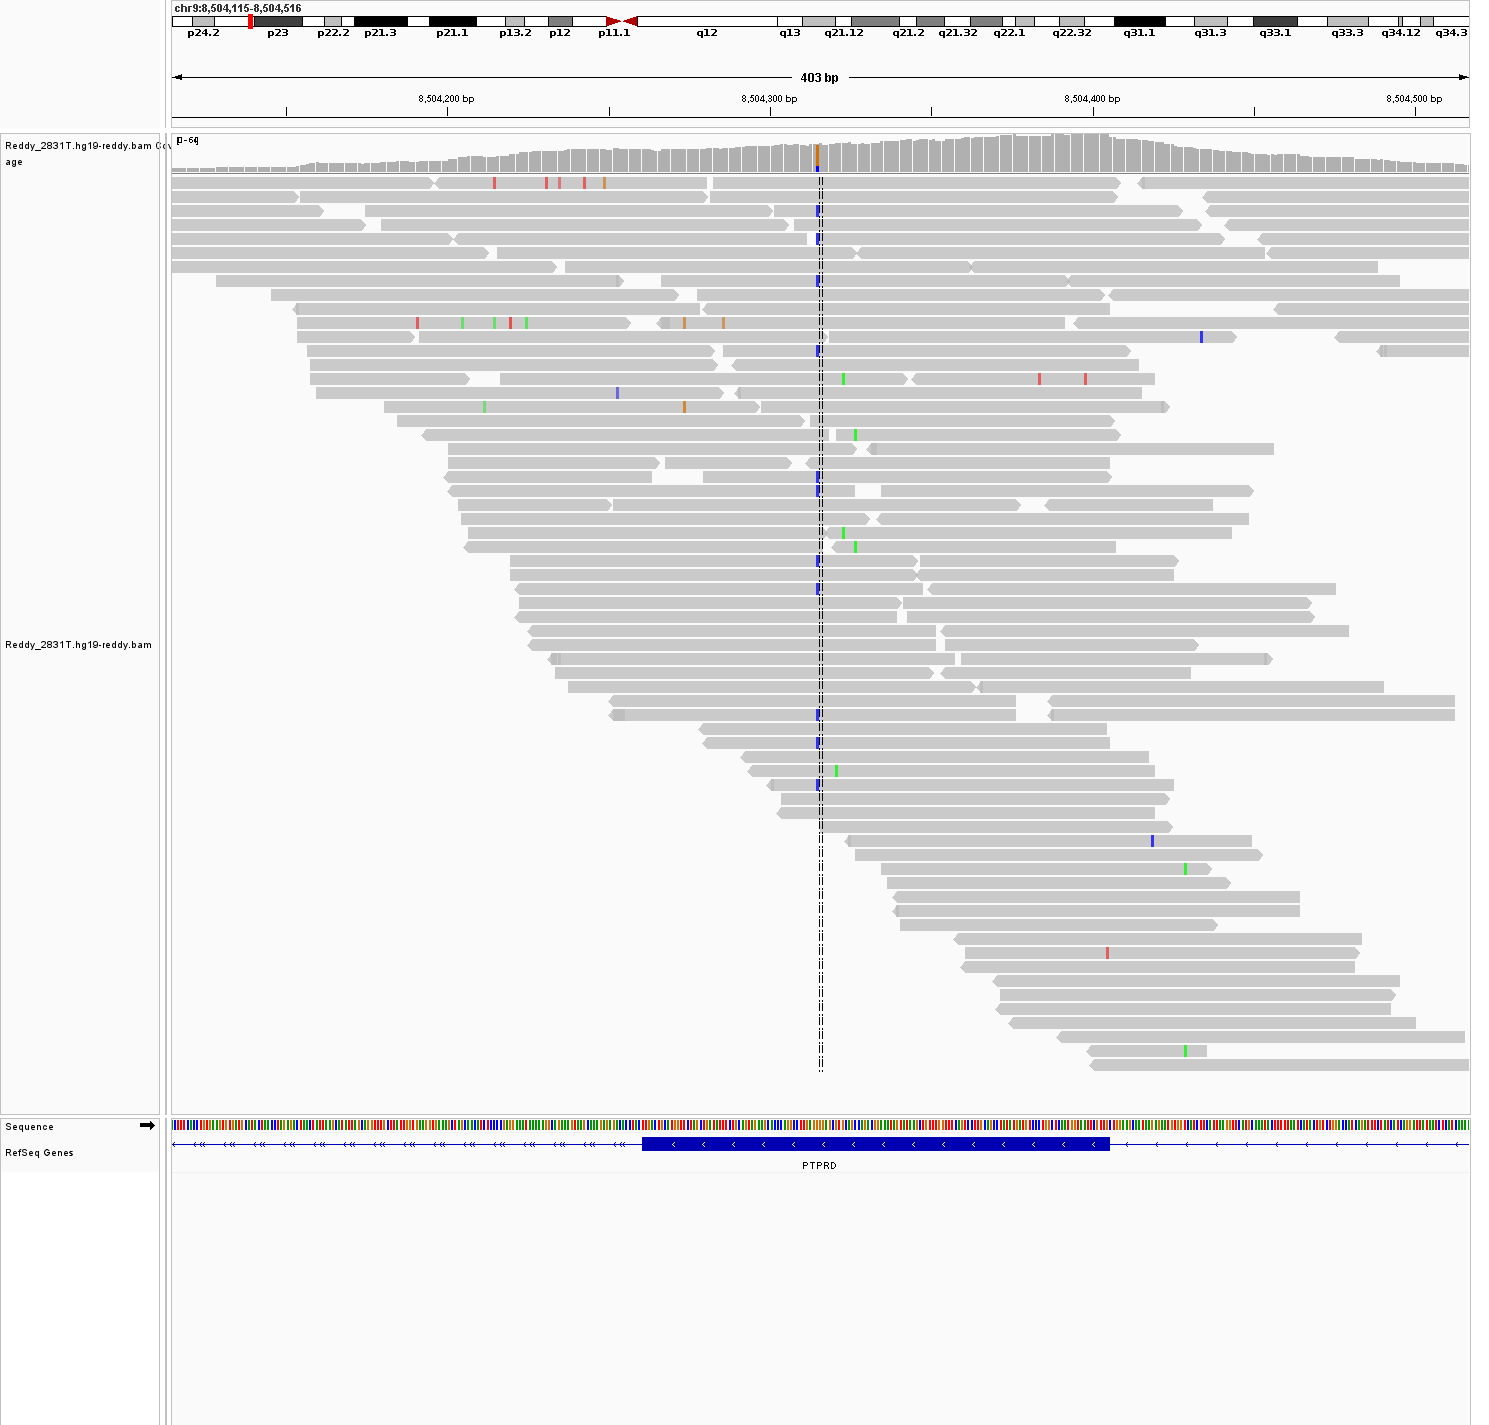 chr9:8,504,115-8,504,516
p24.2 p23 p22.2 p21.3 p21.1 p13.2 p12 p11.1 q12 q13 q21.12 q21.2 q21.32 q22.1 q22.32 q31.1 q31.3 q33.1 q33.3 q34.12 q34.3
403 bp
8,504,200 bp 8,504,300 bp 8,504,400 bp 8,504,500 bp
Reddy_2831T.hg19-reddy.bam Cov
age
Reddy_2831T.hg19-reddy.bam
Sequence
RefSeq Genes
PTPRD